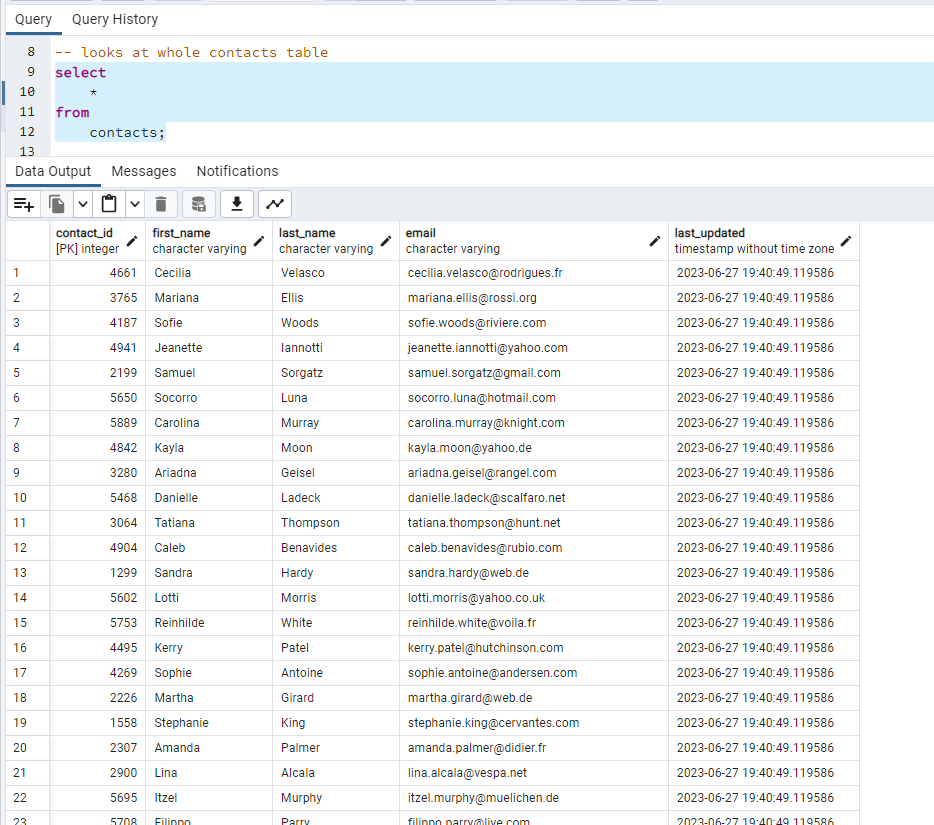 Query Query History
8 -- looks at whole contacts table
9 select
10 *
11 from
12 contacts;
13
Data Output Messages Notifications
contact_id first_name last_name email last_updated
[PK] integer character varying character varying character varying timestamp without time zone
1 4661 Cecilia Velasco cecilia.velasco@rodrigues.fr 2023-06-27 19:40:49.119586
2 3765 Mariana Ellis mariana.ellis@rossi.org 2023-06-27 19:40:49.119586
3 4187 Sofie Woods sofie.woods@riviere.com 2023-06-27 19:40:49.119586
4 4941 Jeanette Iannotti jeanette.iannotti@yahoo.com 2023-06-27 19:40:49.119586
5 2199 Samuel Sorgatz samuel.sorgatz@gmail.com 2023-06-27 19:40:49.119586
6 5650 Socorro Luna socorro.luna@hotmail.com 2023-06-27 19:40:49.119586
7 5889 Carolina Murray carolina.murray@knight.com 2023-06-27 19:40:49.119586
8 4842 Kayla Moon kayla.moon@yahoo.de 2023-06-27 19:40:49.119586
9 3280 Ariadna Geisel ariadna.geisel@rangel.com 2023-06-27 19:40:49.119586
10 5468 Danielle Ladeck danielle.ladeck@scalfaro.net 2023-06-27 19:40:49.119586
11 3064 Tatiana Thompson tatiana.thompson@hunt.net 2023-06-27 19:40:49.119586
12 4904 Caleb Benavides caleb.benavides@rubio.com 2023-06-27 19:40:49.119586
13 1299 Sandra Hardy sandra.hardy@web.de 2023-06-27 19:40:49.119586
14 5602 Lotti Morris lotti.morris@yahoo.co.uk 2023-06-27 19:40:49.119586
15 5753 Reinhilde White reinhilde.white@voila.fr 2023-06-27 19:40:49.119586
16 4495 Kerry Patel kerry.patel@hutchinson.com 2023-06-27 19:40:49.119586
17 4269 Sophie Antoine sophie.antoine@andersen.com 2023-06-27 19:40:49.119586
18 2226 Martha Girard martha.girard@web.de 2023-06-27 19:40:49.119586
19 1558 Stephanie King stephanie.king@cervantes.com 2023-06-27 19:40:49.119586
20 2307 Amanda Palmer amanda.palmer@didier.fr 2023-06-27 19:40:49.119586
21 2900 Lina Alcala lina.alcala@vespa.net 2023-06-27 19:40:49.119586
22 5695 Itzel Murphy itzel.murphy@muelichen.de 2023-06-27 19:40:49.119586
23 5708 Filippo Parry filippo.parry@live.com 2023-06-27 19:40:49.119586